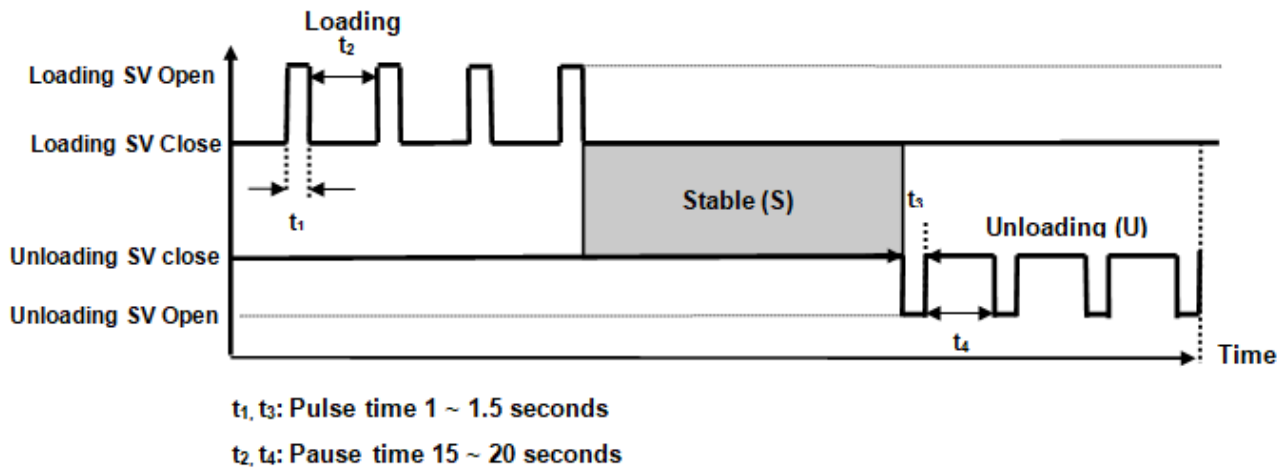 Loading
t₂
Loading SV Open
Loading SV Close
t₁
Stable (S)
t₃
Unloading (U)
Unloading SV close
Unloading SV Open
t₄
Time
t₁, t₃: Pulse time 1 ~ 1.5 seconds
t₂, t₄: Pause time 15 ~ 20 seconds